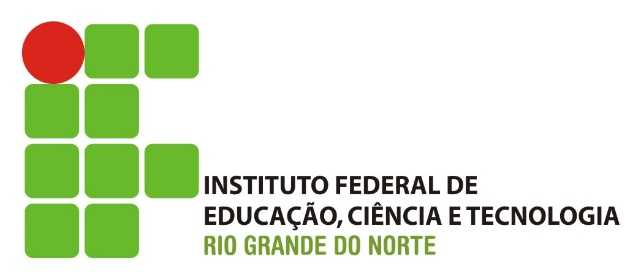 INSTITUTO FEDERAL DE
EDUCAÇÃO, CIÊNCIA E TECNOLOGIA
RIO GRANDE DO NORTE